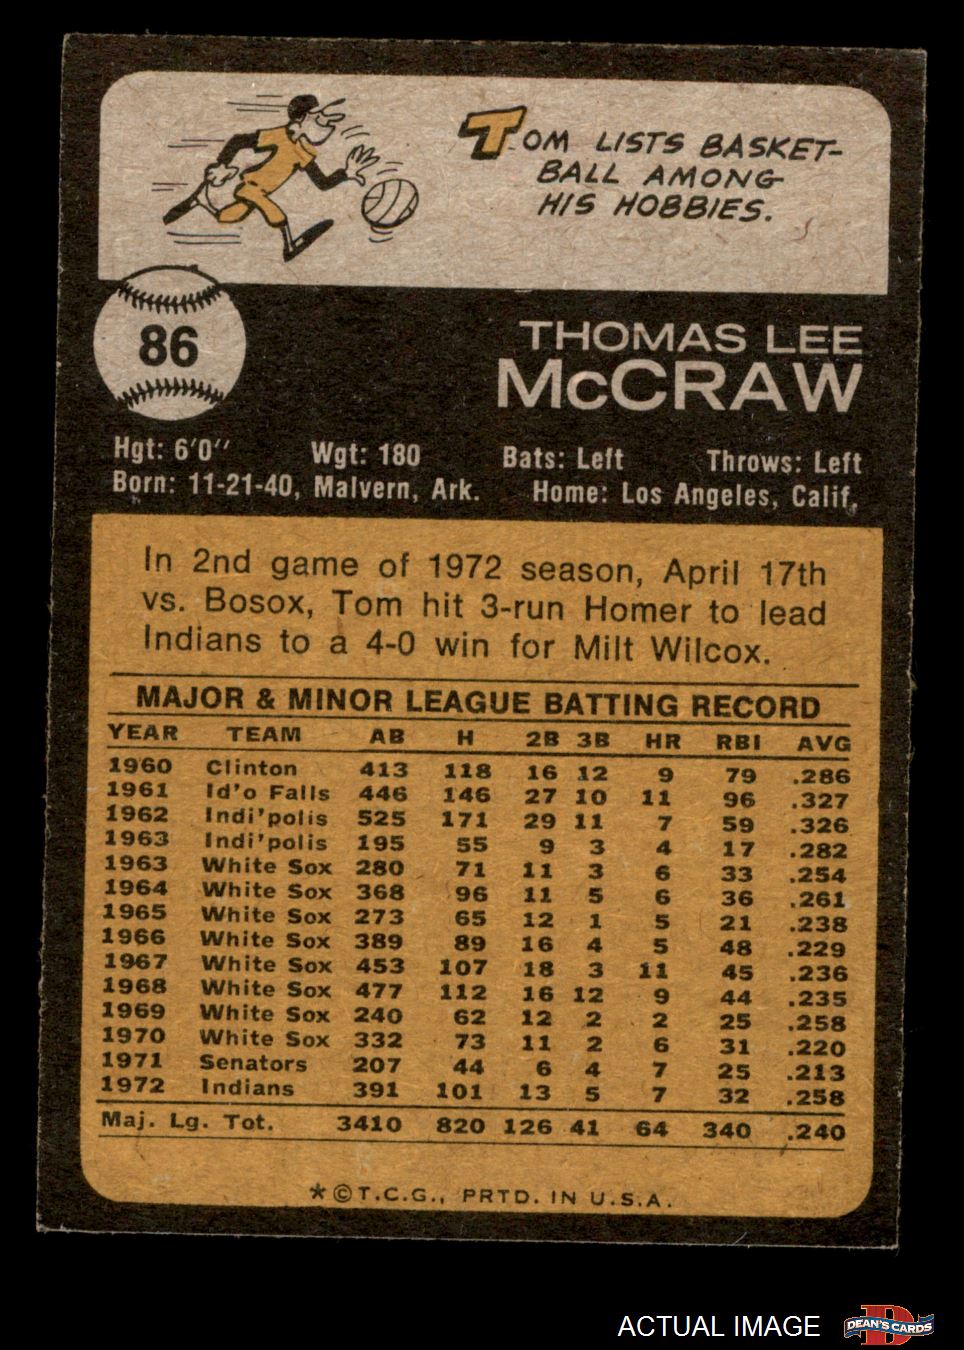 TOM LISTS BASKET-
BALL AMONG
HIS HOBBIES.
86
THOMAS LEE
McCRAW
Hgt: 6'0'' Wgt: 180 Bats: Left Throws: Left
Born: 11-21-40, Malvern, Ark. Home: Los Angeles, Calif,
In 2nd game of 1972 season, April 17th
vs. Bosox, Tom hit 3-run Homer to lead
Indians to a 4-0 win for Milt Wilcox.
MAJOR & MINOR LEAGUE BATTING RECORD
YEAR TEAM AB H 2B 3B HR RBI AVG
1960 Clinton 413 118 16 12 9 79 .286
1961 Id'o Falls 446 146 27 10 11 96 .327
1962 Indi'polis 525 171 29 11 7 59 .326
1963 Indi'polis 195 55 9 3 4 17 .282
1963 White Sox 280 71 11 3 6 33 .254
1964 White Sox 368 96 11 5 6 36 .261
1965 White Sox 273 65 12 1 5 21 .238
1966 White Sox 389 89 16 4 5 48 .229
1967 White Sox 453 107 18 3 11 45 .236
1968 White Sox 477 112 16 12 9 44 .235
1969 White Sox 240 62 12 2 2 25 .258
1970 White Sox 332 73 11 2 6 31 .220
1971 Senators 207 44 6 4 7 25 .213
1972 Indians 391 101 13 5 7 32 .258
Maj. Lg. Tot. 3410 820 126 41 64 340 .240
*©T.C.G., PRTD. IN U.S.A.
ACTUAL IMAGE
D
DEAN'S CARDS